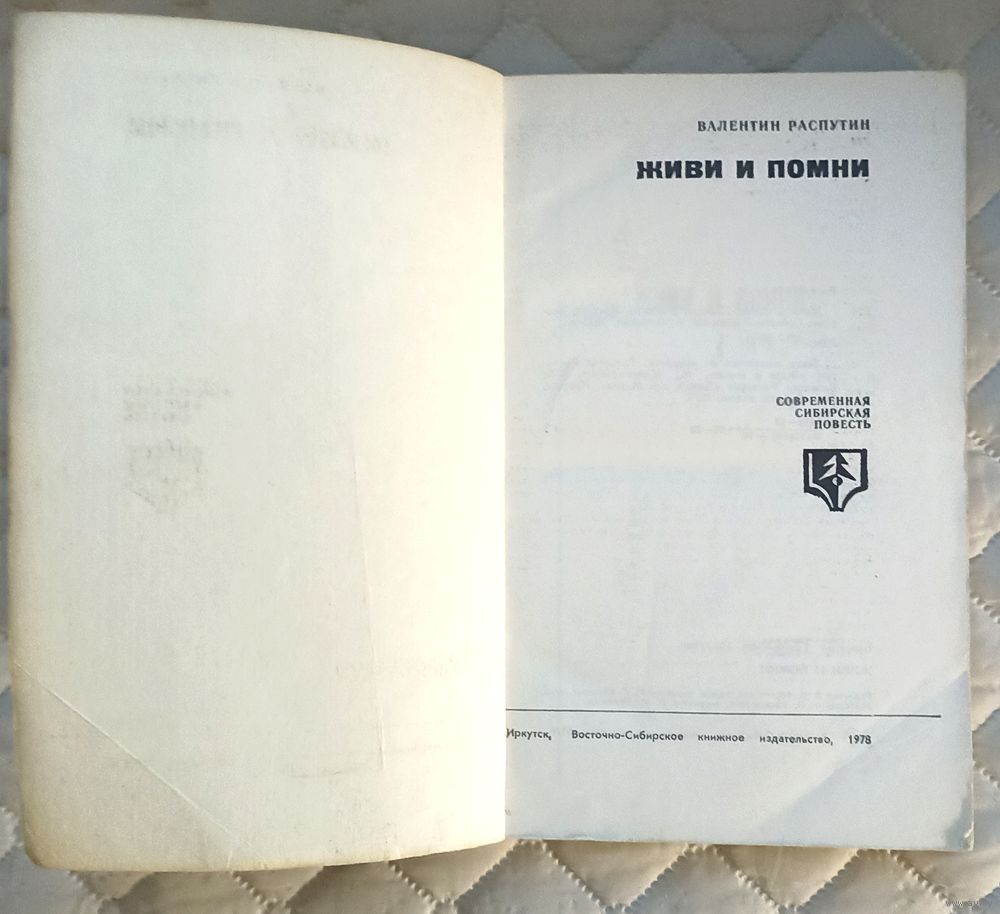 ВАЛЕНТИН РАСПУТИН
ЖИВИ И ПОМНИ
СОВРЕМЕННАЯ
СИБИРСКАЯ
ПОВЕСТЬ
Иркутск, Восточно-Сибирское книжное издательство, 1978